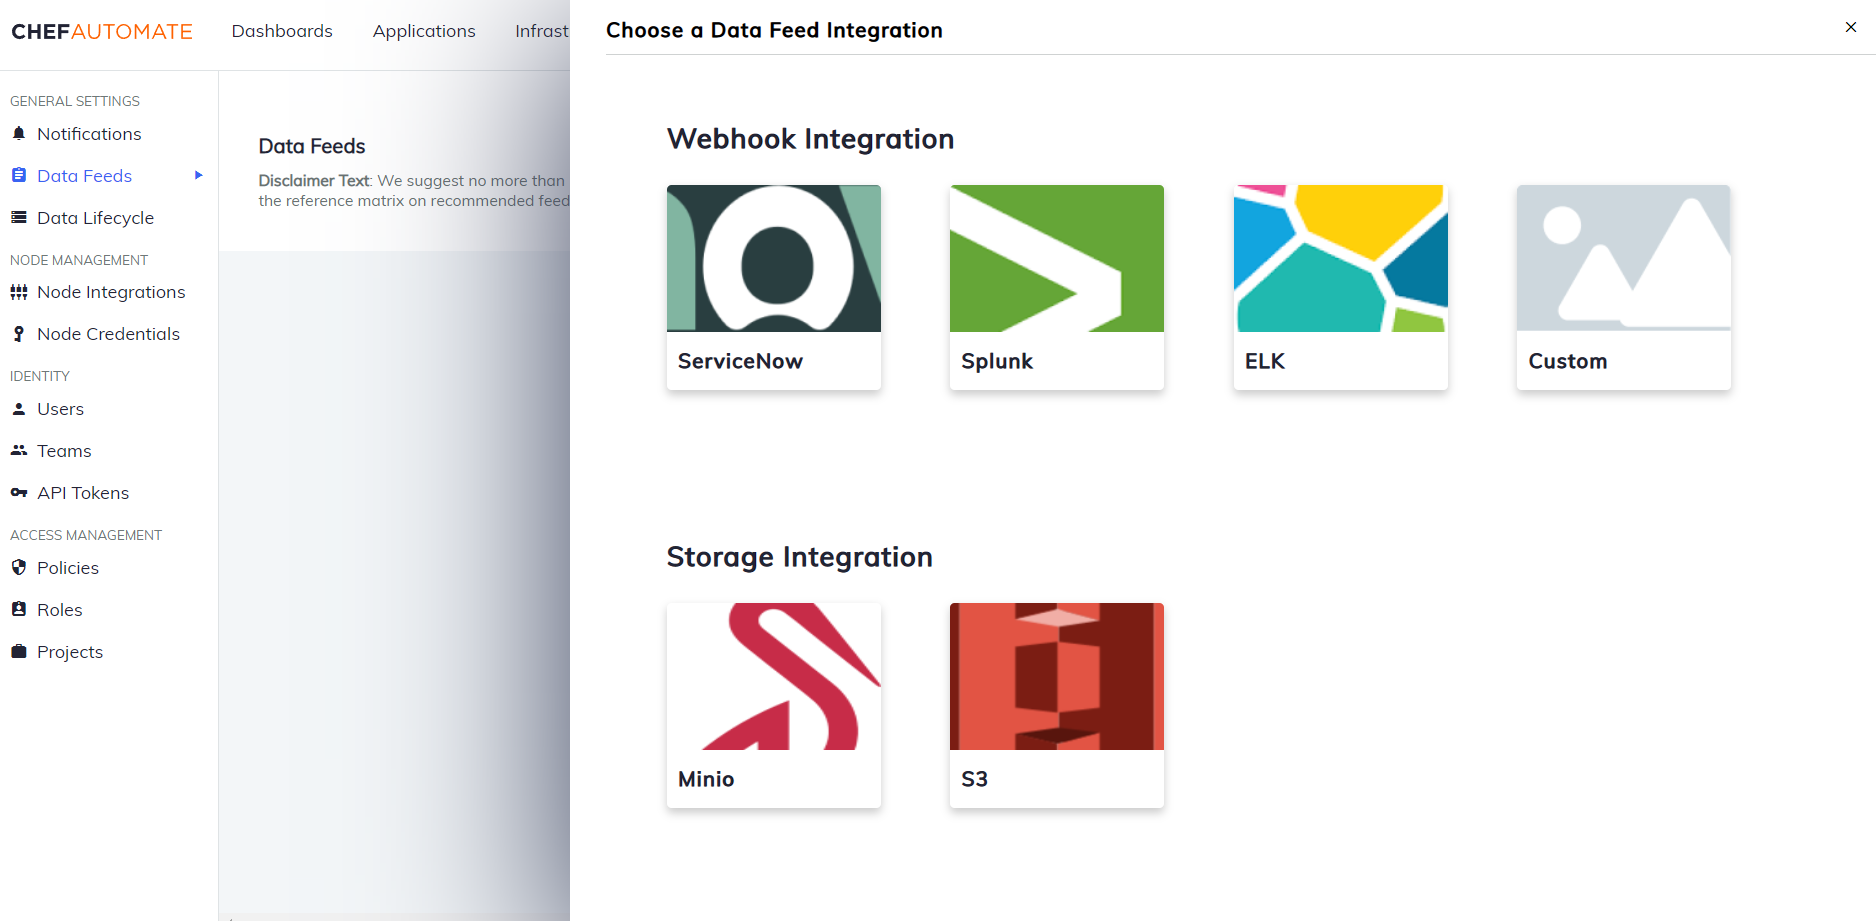 CHEFAUTOMATE
Dashboards
Applications
Infrast
GENERAL SETTINGS
Notifications
Data Feeds
Data Lifecycle
NODE MANAGEMENT
Node Integrations
Node Credentials
IDENTITY
Users
Teams
API Tokens
ACCESS MANAGEMENT
Policies
Roles
Projects
Data Feeds
Disclaimer Text: We suggest no more than
the reference matrix on recommended feed
Choose a Data Feed Integration
Webhook Integration
ServiceNow
Splunk
ELK
Custom
Storage Integration
Minio
S3